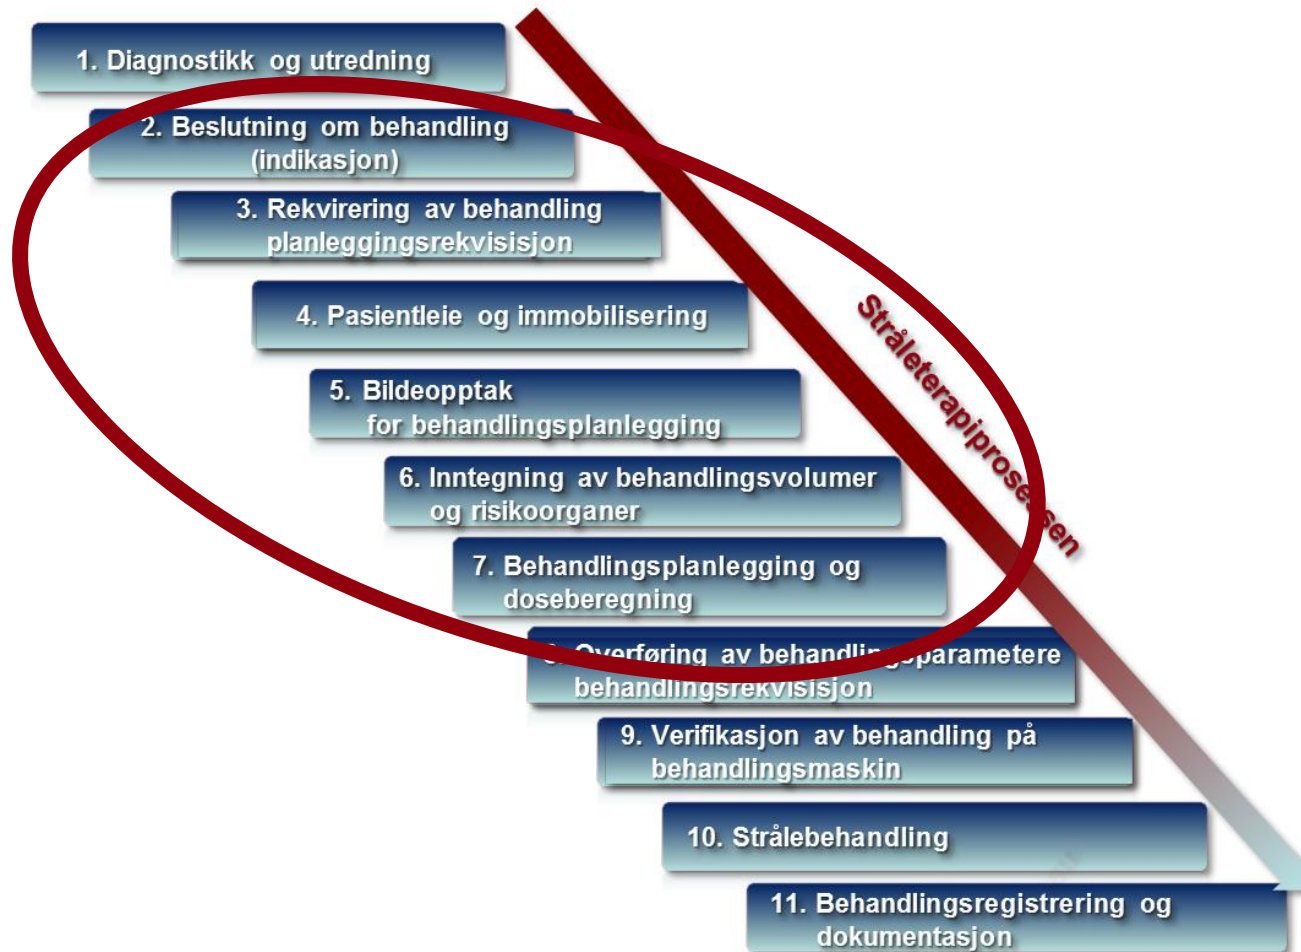 1. Diagnostikk og utredning
2. Beslutning om behandling
(indikasjon)
3. Rekvirering av behandling
planleggingsrekvisisjon
4. Pasientleie og immobilisering
5. Bildeopptak
for behandlingsplanlegging
6. Inntegning av behandlingsvolumer
og risikoorganer
7. Behandlingsplanlegging og
doseberegning
8. Overføring av behandlingsparametere
behandlingsrekvisisjon
9. Verifikasjon av behandling på
behandlingsmaskin
10. Strålebehandling
11. Behandlingsregistrering og
dokumentasjon
Stråleterapiprosessen